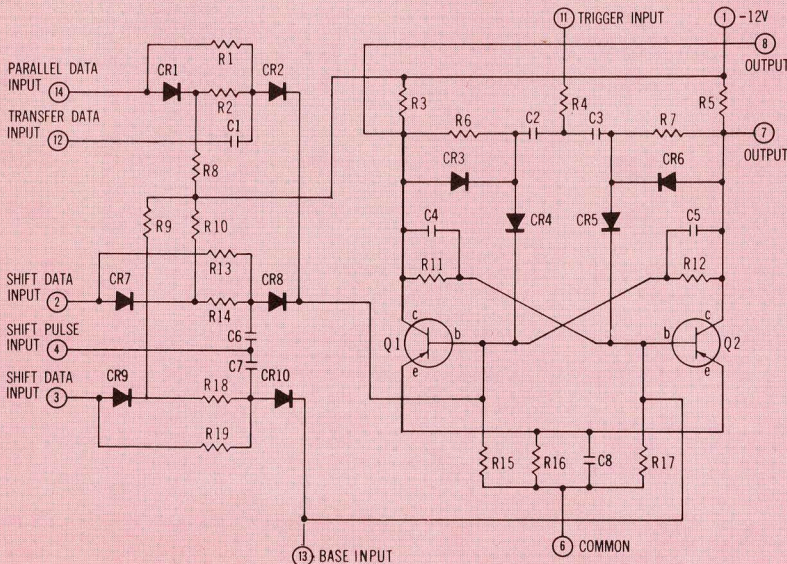 11 TRIGGER INPUT
1 -12V
8
OUTPUT
R1
R3
R4
R5
PARALLEL DATA
INPUT
14
CR1
CR2
R2
R6
C2
C3
R7
7
OUTPUT
TRANSFER DATA
INPUT
12
C1
R8
CR3
CR6
R9
R10
C4
CR4
CR5
C5
R13
R11
R12
SHIFT DATA
INPUT
2
CR7
CR8
R14
SHIFT PULSE
INPUT
4
C6
C7
Q1
c
b
e
b
c
e
Q2
SHIFT DATA
INPUT
3
CR9
R18
CR10
R19
R15
R16
C8
R17
13 BASE INPUT
6 COMMON